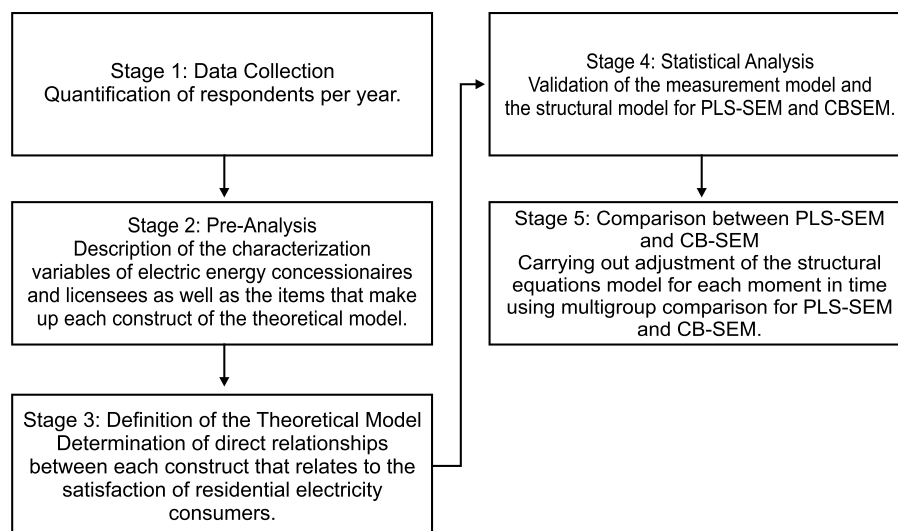 Stage 1: Data Collection
Quantification of respondents per year.
Stage 2: Pre-Analysis
Description of the characterization
variables of electric energy concessionaires
and licensees as well as the items that make
up each construct of the theoretical model.
Stage 3: Definition of the Theoretical Model
Determination of direct relationships
between each construct that relates to the
satisfaction of residential electricity
consumers.
Stage 4: Statistical Analysis
Validation of the measurement model and
the structural model for PLS-SEM and CBSEM.
Stage 5: Comparison between PLS-SEM
and CB-SEM
Carrying out adjustment of the structural
equations model for each moment in time
using multigroup comparison for PLS-SEM
and CB-SEM.